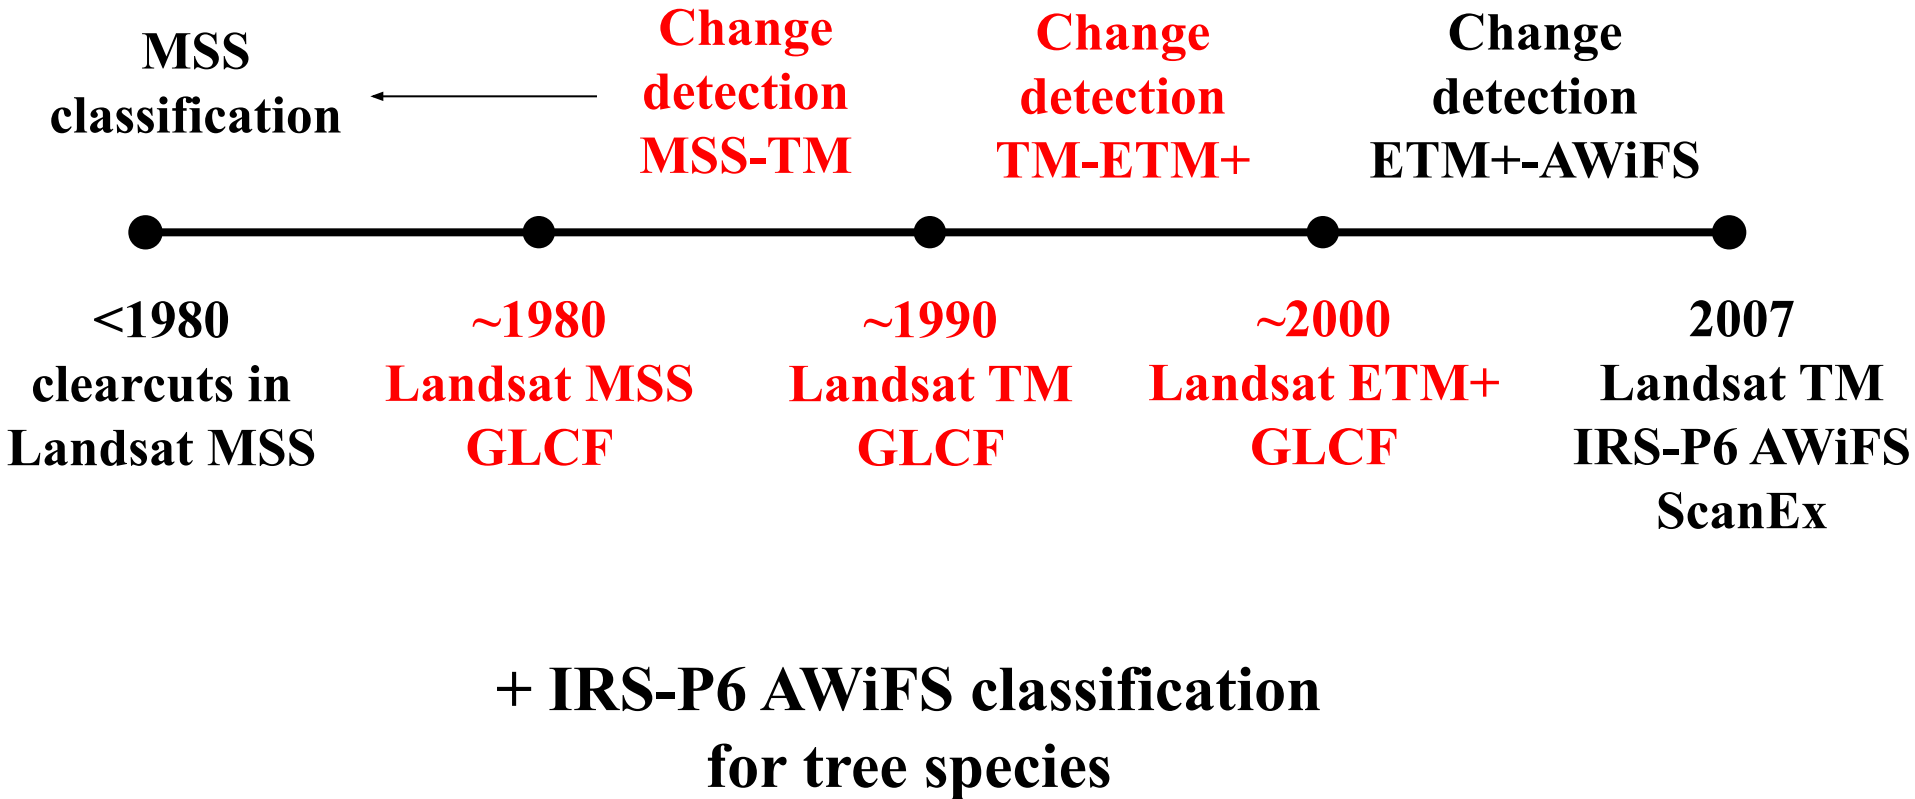 MSS
classification
Change
detection
MSS-TM
Change
detection
TM-ETM+
Change
detection
ETM+-AWiFS
<1980
clearcuts in
Landsat MSS
~1980
Landsat MSS
GLCF
~1990
Landsat TM
GLCF
~2000
Landsat ETM+
GLCF
2007
Landsat TM
IRS-P6 AWiFS
ScanEx
+ IRS-P6 AWiFS classification
for tree species